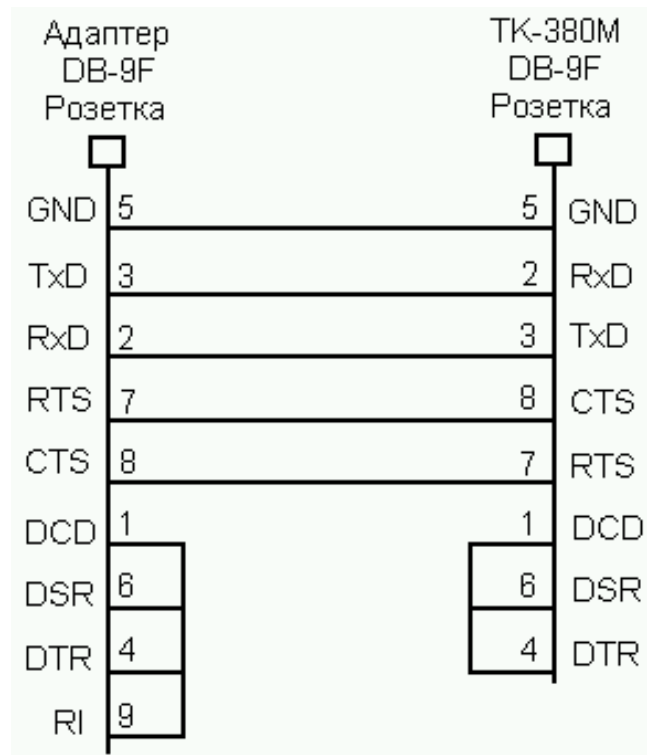 Адаптер
DB-9F
Розетка
TK-380M
DB-9F
Розетка
GND 5 5 GND
TxD 3 2 RxD
RxD 2 3 TxD
RTS 7 8 CTS
CTS 8 7 RTS
DCD 1 1 DCD
DSR 6 6 DSR
DTR 4 4 DTR
RI 9